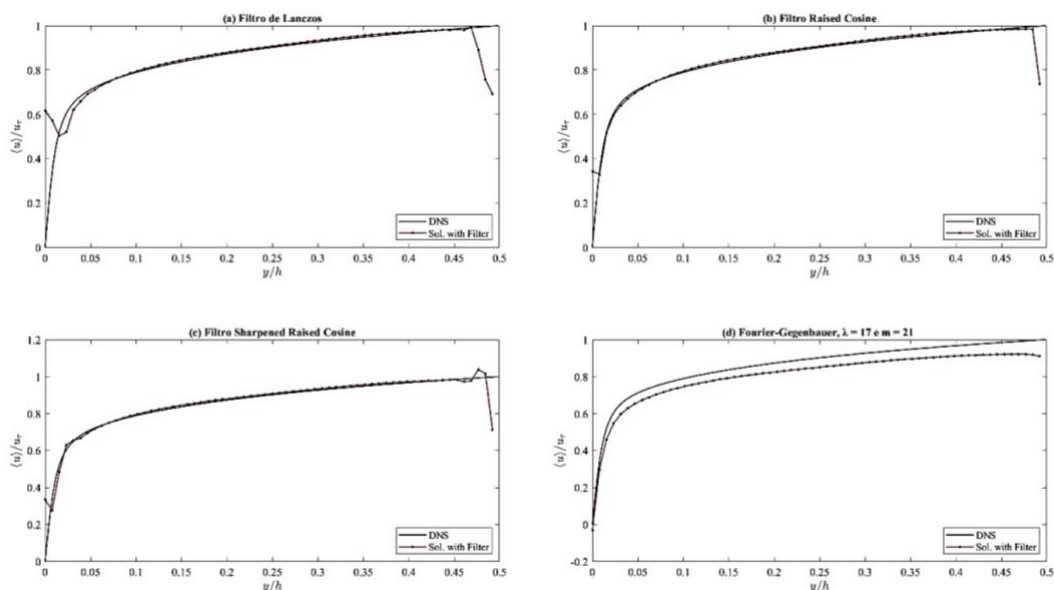 (a) Filtro de Lanczos
1
0.8
0.6
0.4
0.2
0
⟨u⟩/uτ
0 0.05 0.1 0.15 0.2 0.25 0.3 0.35 0.4 0.45 0.5
y/h
DNS
Sol. with Filter
(b) Filtro Raised Cosine
1
0.8
0.6
0.4
0.2
0
⟨u⟩/uτ
0 0.05 0.1 0.15 0.2 0.25 0.3 0.35 0.4 0.45 0.5
y/h
DNS
Sol. with Filter
(c) Filtro Sharpened Raised Cosine
1.2
1
0.8
0.6
0.4
0.2
0
⟨u⟩/uτ
0 0.05 0.1 0.15 0.2 0.25 0.3 0.35 0.4 0.45 0.5
y/h
DNS
Sol. with Filter
(d) Fourier-Gegenbauer, λ = 17 e m = 21
1
0.8
0.6
0.4
0.2
0
-0.2
⟨u⟩/uτ
0 0.05 0.1 0.15 0.2 0.25 0.3 0.35 0.4 0.45 0.5
y/h
DNS
Sol. with Filter